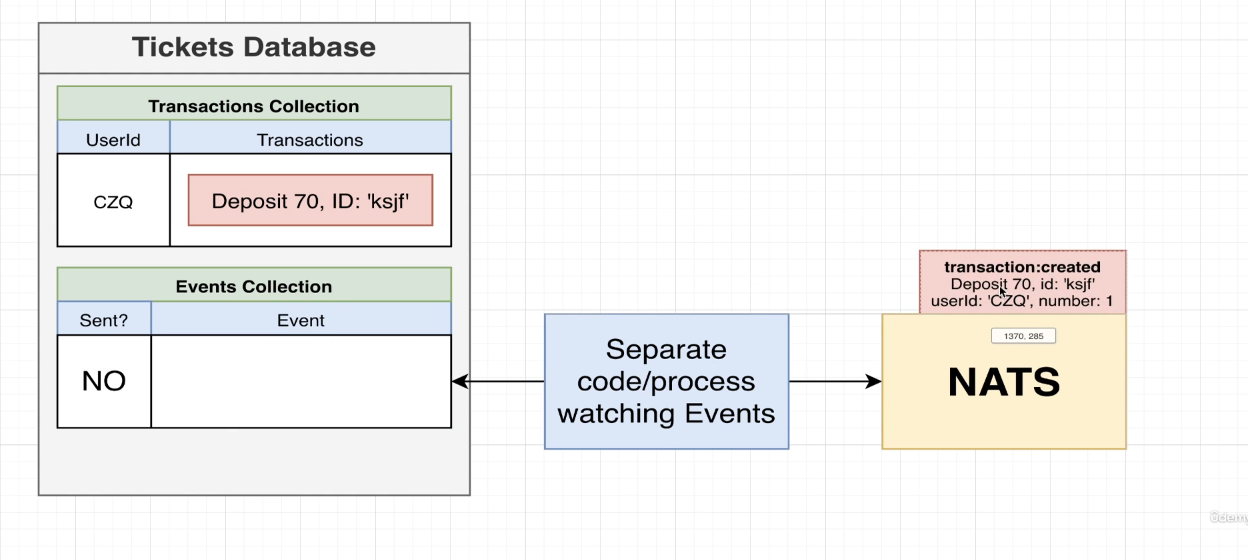 Tickets Database
Transactions Collection
UserId
Transactions
CZQ
Deposit 70, ID: 'ksjf'
Events Collection
Sent?
Event
NO
Separate
code/process
watching Events
transaction:created
Deposit 70, id: 'ksjf'
userId: 'CZQ', number: 1
1370, 285
NATS
ûdemy